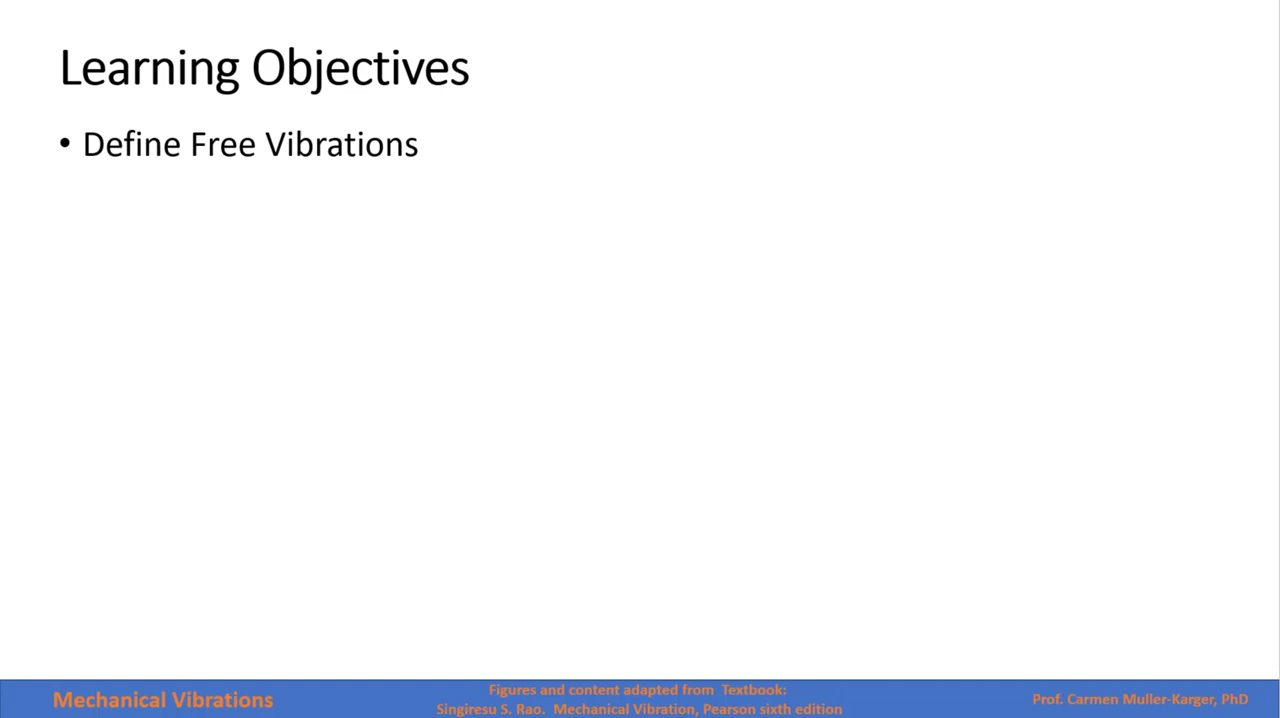 Learning Objectives
• Define Free Vibrations
Mechanical Vibrations
Figures and content adapted from Textbook:
Singiresu S. Rao. Mechanical Vibration, Pearson sixth edition
Prof. Carmen Muller-Karger, PhD